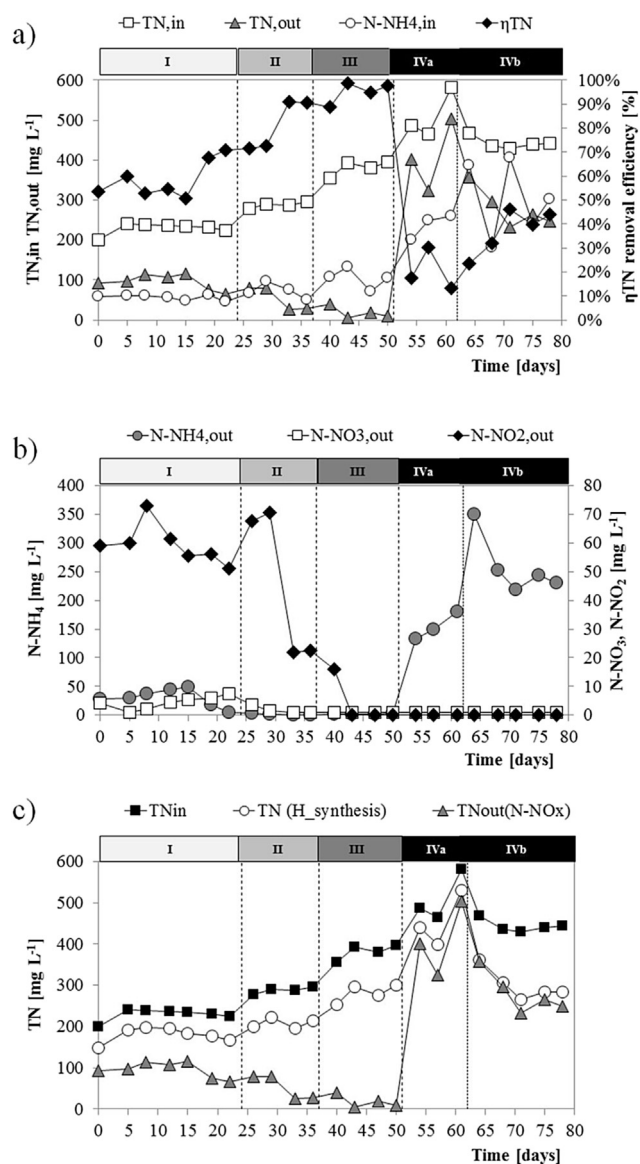 a)
TN,in TN,out N-NH4,in ηTN
I II III IVa IVb
600 500 400 300 200 100 0
TN,in TN,out [mg L-1]
100% 90% 80% 70% 60% 50% 40% 30% 20% 10% 0%
ηTN removal efficiency [%]
0 5 10 15 20 25 30 35 40 45 50 55 60 65 70 75 80
Time [days]
b)
N-NH4,out N-NO3,out N-NO2,out
I II III IVa IVb
400 350 300 250 200 150 100 50 0
N-NH4 [mg L-1]
80 70 60 50 40 30 20 10 0
N-NO3, N-NO2 [mg L-1]
0 5 10 15 20 25 30 35 40 45 50 55 60 65 70 75 80
Time [days]
c)
TNin TN (H_synthesis) TNout(N-NOx)
I II III IVa IVb
600 500 400 300 200 100 0
TN [mg L-1]
0 5 10 15 20 25 30 35 40 45 50 55 60 65 70 75 80
Time [days]